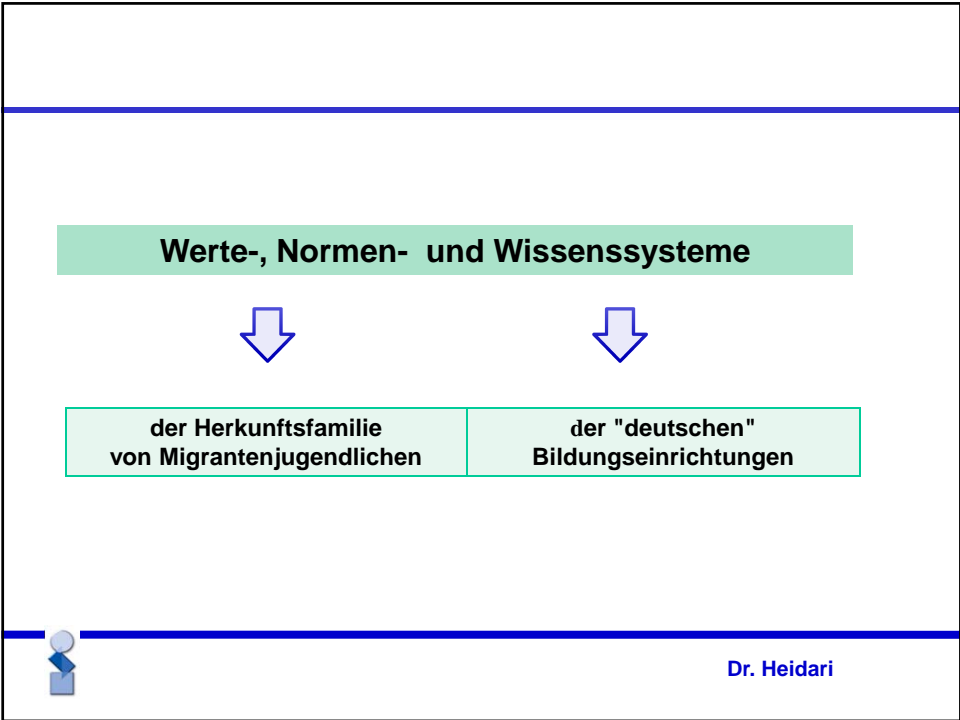 Werte-, Normen- und Wissenssysteme
der Herkunftsfamilie
von Migrantenjugendlichen
der "deutschen"
Bildungseinrichtungen
Dr. Heidari